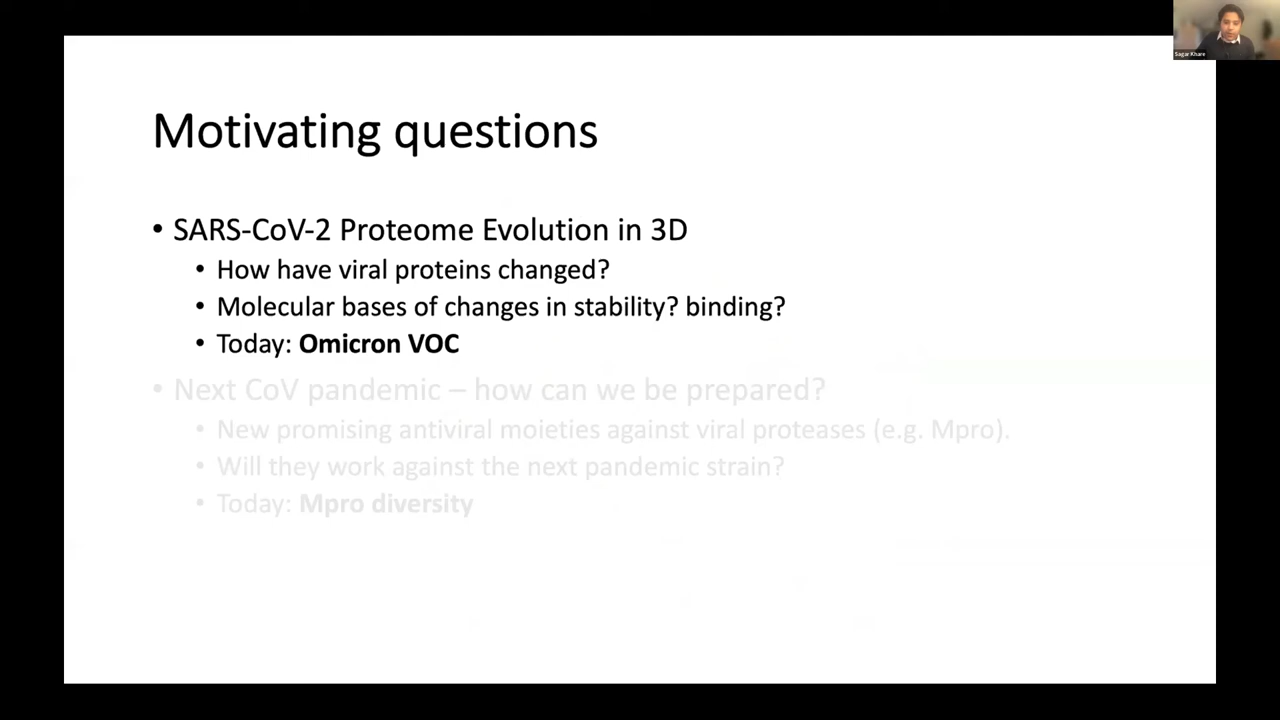 Sagar Khare
Motivating questions
• SARS-CoV-2 Proteome Evolution in 3D
• How have viral proteins changed?
• Molecular bases of changes in stability? binding?
• Today: Omicron VOC
• Next CoV pandemic – how can we be prepared?
• New promising antiviral moieties against viral proteases (e.g. Mpro).
• Will they work against the next pandemic strain?
• Today: Mpro diversity